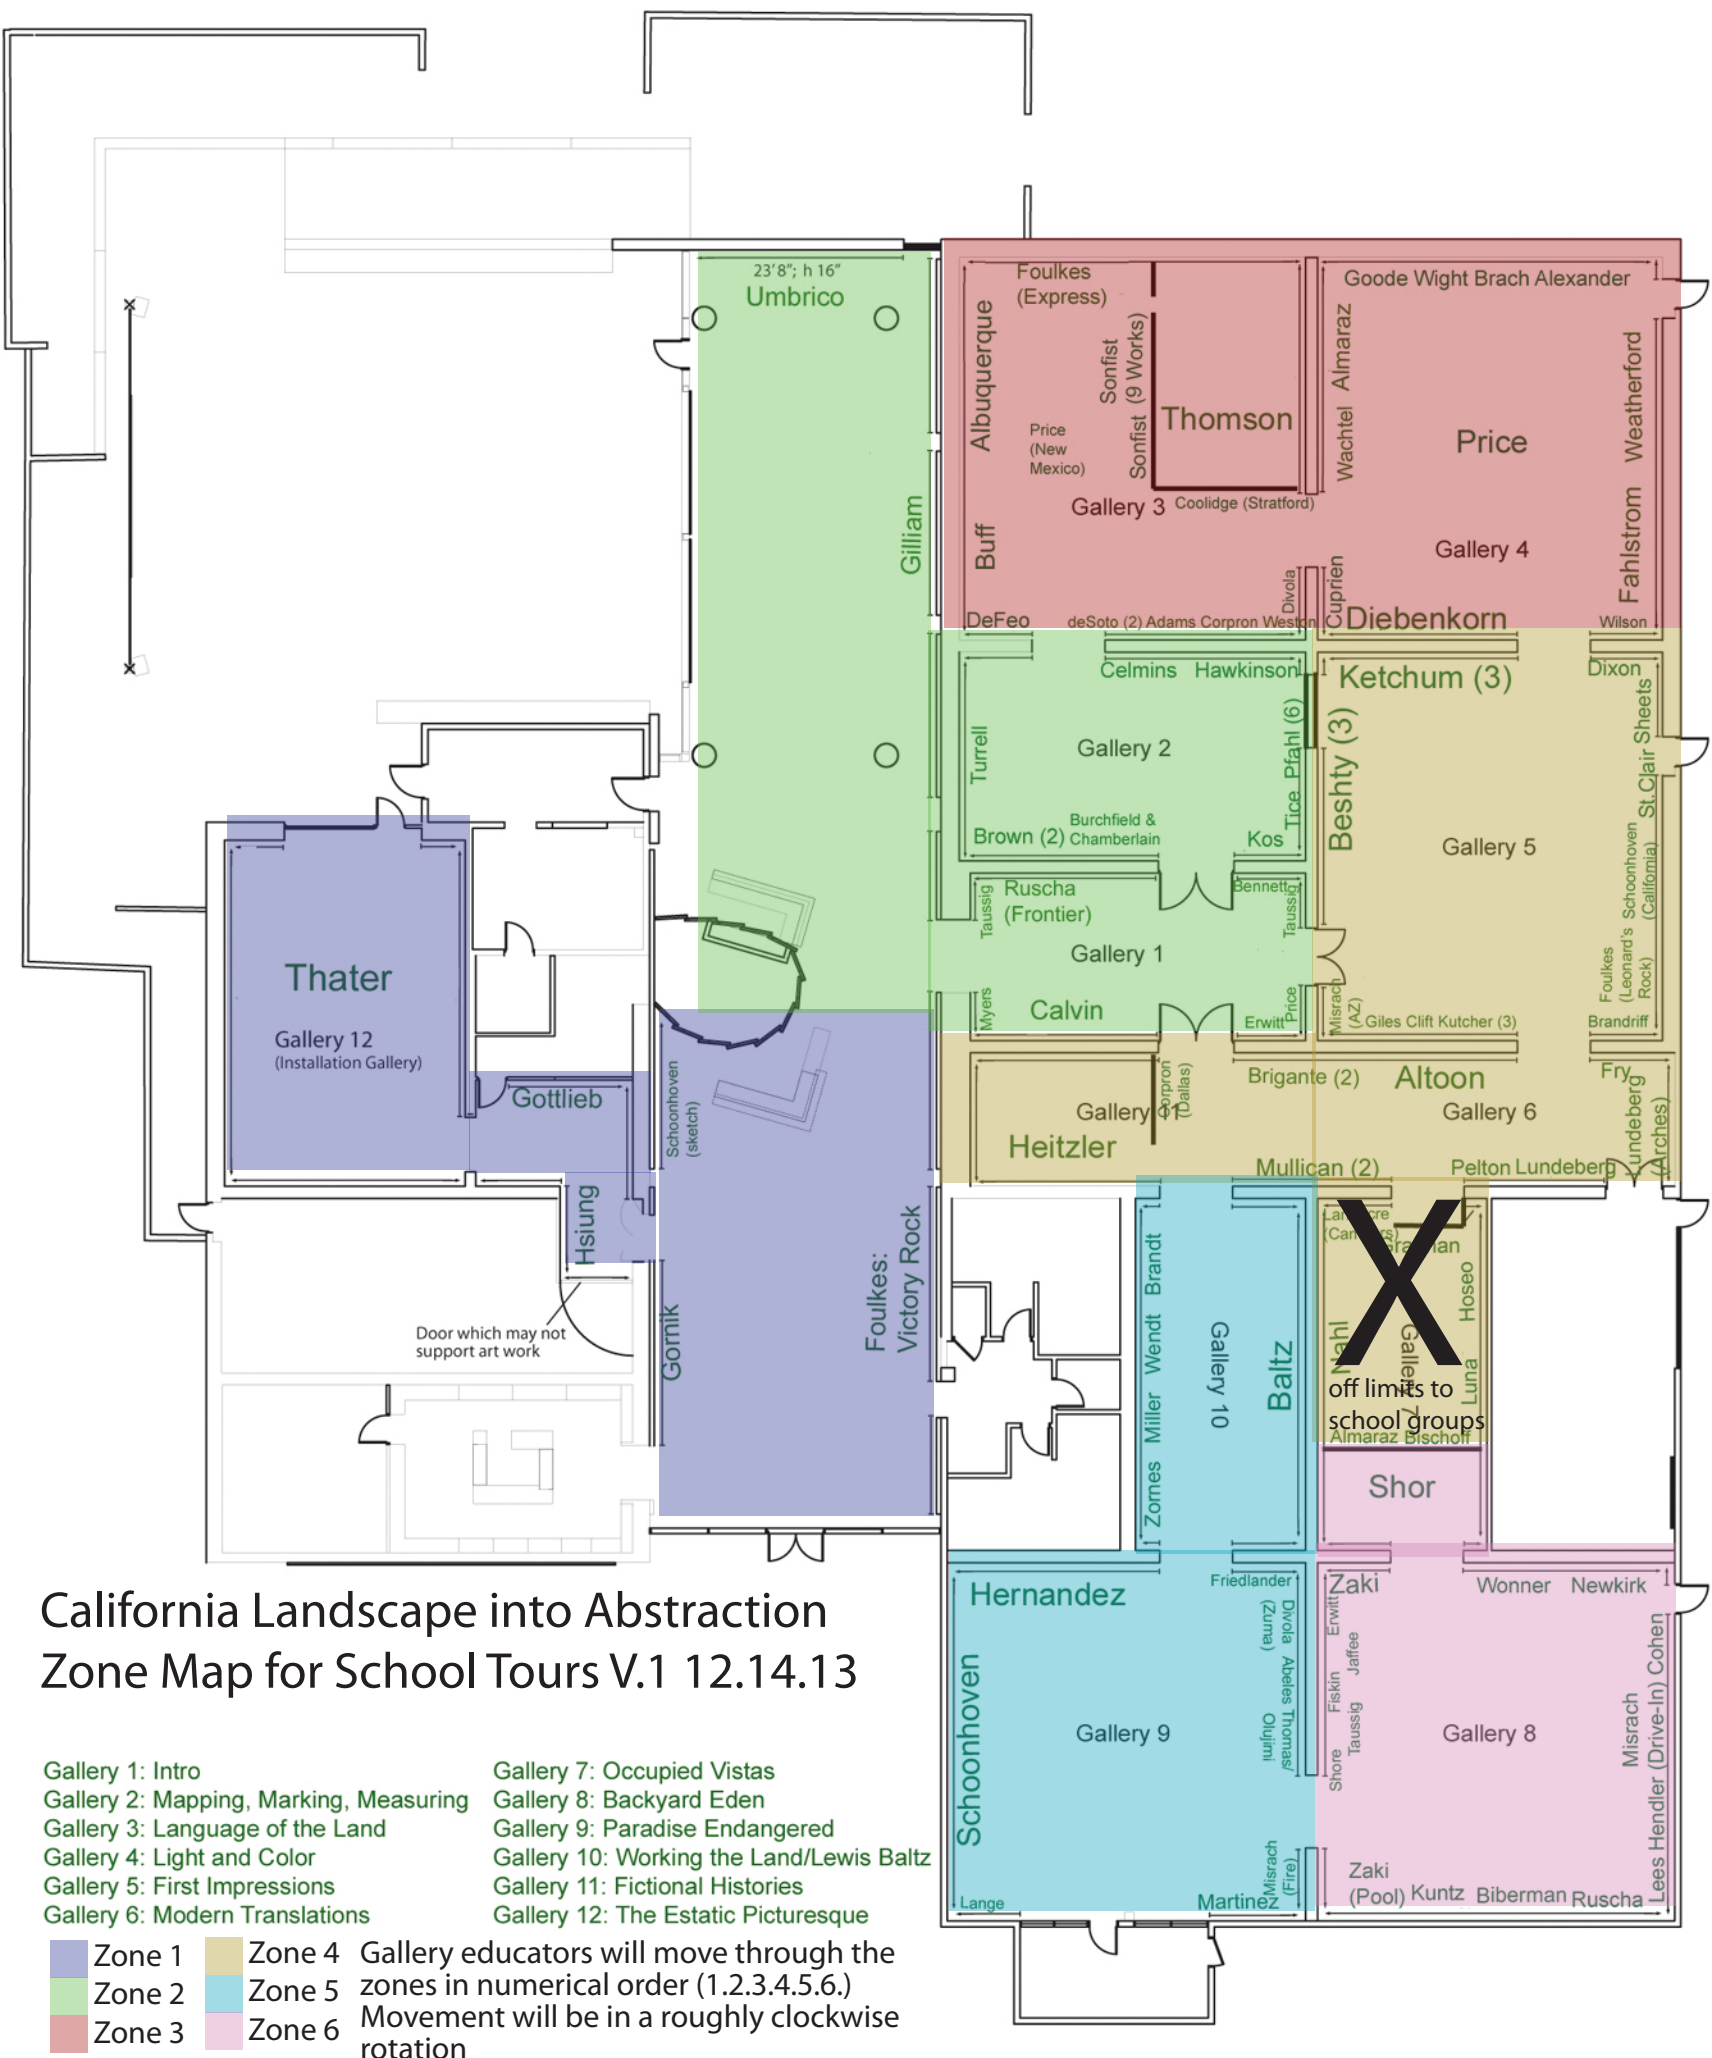 23'8"; h 16"
Umbrico
Gilliam
Foulkes
(Express)
Albuquerque
Sonfist
Sonfist (9 Works)
Thomson
Price
(New
Mexico)
Buff
Gallery 3
Coolidge (Stratford)
Divola
DeFeo
deSoto (2) Adams Corpron Weston
Goode Wight Brach Alexander
Wachtel Almaraz
Price
Fahlstrom Weatherford
Gallery 4
Cuprien
Diebenkorn
Wilson
Celmins Hawkinson
Turrell
Gallery 2
Tice Pfahl (6)
Brown (2)
Burchfield &
Chamberlain
Kos
Ketchum (3)
Dixon
Beshty (3)
St.Clair Sheets
Gallery 5
Schoonhoven
(California)
Foulkes
(Leonard's
Rock)
Misrach
(AZ)
Giles Clift Kutcher (3)
Brandriff
Taussig
Ruscha
(Frontier)
Bennett
Taussig
Gallery 1
Myers
Calvin
Erwitt
Price
Thater
Gallery 12
(Installation Gallery)
Gottlieb
Hsiung
Schoonhoven
(sketch)
Gornik
Foulkes:
Victory Rock
Door which may not
support art work
Gallery 11
Corpron
(Dallas)
Heitzler
Brigante (2)
Altoon
Fry
Gallery 6
Lundeberg
(Arches)
Mullican (2)
Pelton Lundeberg
Zornes Miller Wendt Brandt
Gallery 10
Baltz
X
Hoseo
Luna
Nahl
Gallery 7
off limits to
school groups
Almaraz Bischoff
Shor
Hernandez
Friedlander
Divola
(Zuma)
Abeles Thomas/
Olujimi
Schoonhoven
Gallery 9
Misrach
(Fire)
Lange
Martinez
Zaki
Wonner Newkirk
Erwitt
Jaffee
Fiskin
Taussig
Shore
Gallery 8
Misrach
Lees Hendler (Drive-In) Cohen
Zaki
(Pool) Kuntz Biberman Ruscha
California Landscape into Abstraction
Zone Map for School Tours V.1 12.14.13
Gallery 1: Intro
Gallery 2: Mapping, Marking, Measuring
Gallery 3: Language of the Land
Gallery 4: Light and Color
Gallery 5: First Impressions
Gallery 6: Modern Translations
Gallery 7: Occupied Vistas
Gallery 8: Backyard Eden
Gallery 9: Paradise Endangered
Gallery 10: Working the Land/Lewis Baltz
Gallery 11: Fictional Histories
Gallery 12: The Estatic Picturesque
Zone 1
Zone 2
Zone 3
Zone 4
Zone 5
Zone 6
Gallery educators will move through the
zones in numerical order (1.2.3.4.5.6.)
Movement will be in a roughly clockwise
rotation